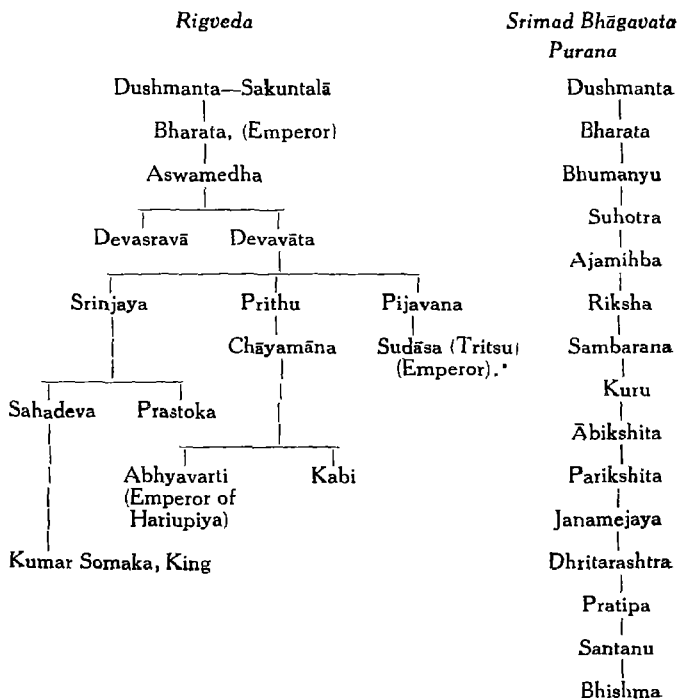 Rigveda
Dushmanta—Sakuntalā
Bharata, (Emperor)
Aswamedha
Devasravā Devavāta
Srinjaya Prithu Pijavana
Chāyamāna Sudāsa (Tritsu)
(Emperor).*
Sahadeva Prastoka
Abhyavarti Kabi
(Emperor of
Hariupiya)
Kumar Somaka, King
Srimad Bhāgavata
Purana
Dushmanta
Bharata
Bhumanyu
Suhotra
Ajamihba
Riksha
Sambarana
Kuru
Ābikshita
Parikshita
Janamejaya
Dhritarashtra
Pratipa
Santanu
Bhishma